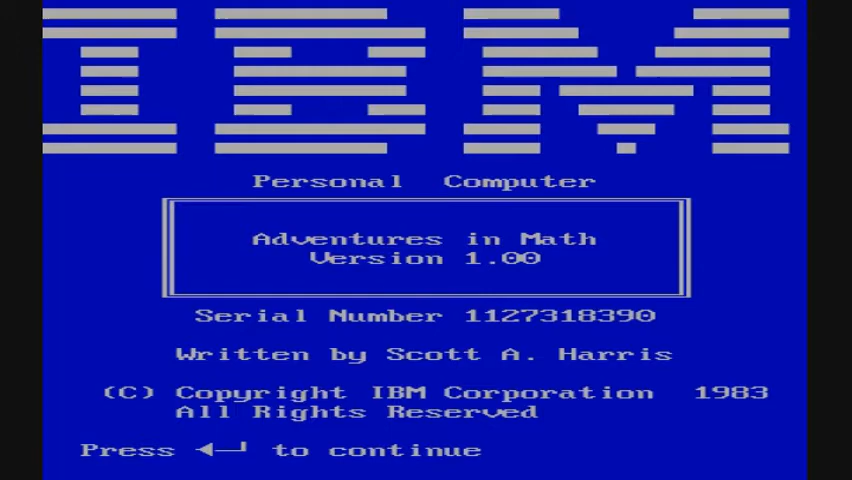 IBM
Personal Computer
Adventures in Math
Version 1.00
Serial Number 1127318390
Written by Scott A. Harris
(C) Copyright IBM Corporation 1983
All Rights Reserved
Press ◄─┘ to continue